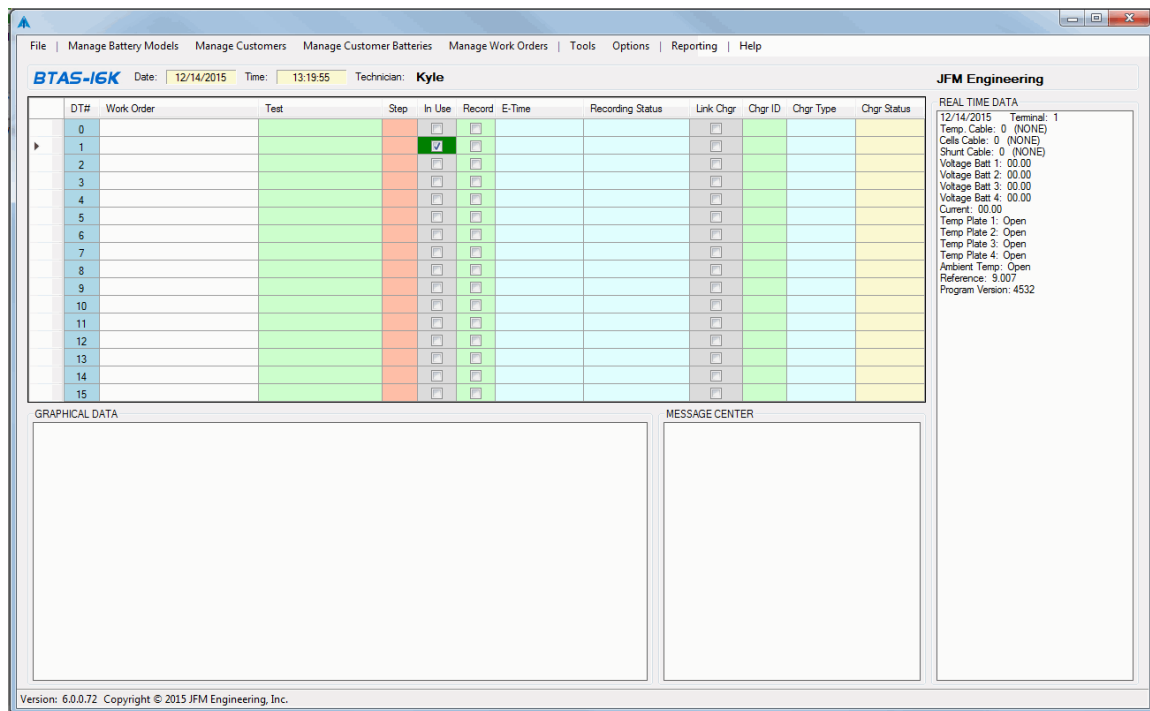 File | Manage Battery Models Manage Customers Manage Customer Batteries Manage Work Orders | Tools Options | Reporting | Help
BTAS-16K Date: 12/14/2015 Time: 13:19:55 Technician: Kyle
JFM Engineering
DT# Work Order Test Step In Use Record E-Time Recording Status Link Chgr Chgr ID Chgr Type Chgr Status
0
1
2
3
4
5
6
7
8
9
10
11
12
13
14
15
REAL TIME DATA
12/14/2015 Terminal: 1
Temp. Cable: 0 (NONE)
Cells Cable: 0 (NONE)
Shunt Cable: 0 (NONE)
Voltage Batt 1: 00.00
Voltage Batt 2: 00.00
Voltage Batt 3: 00.00
Voltage Batt 4: 00.00
Current: 00.00
Temp Plate 1: Open
Temp Plate 2: Open
Temp Plate 3: Open
Temp Plate 4: Open
Ambient Temp: Open
Reference: 9.007
Program Version: 4532
GRAPHICAL DATA
MESSAGE CENTER
Version: 6.0.0.72 Copyright © 2015 JFM Engineering, Inc.